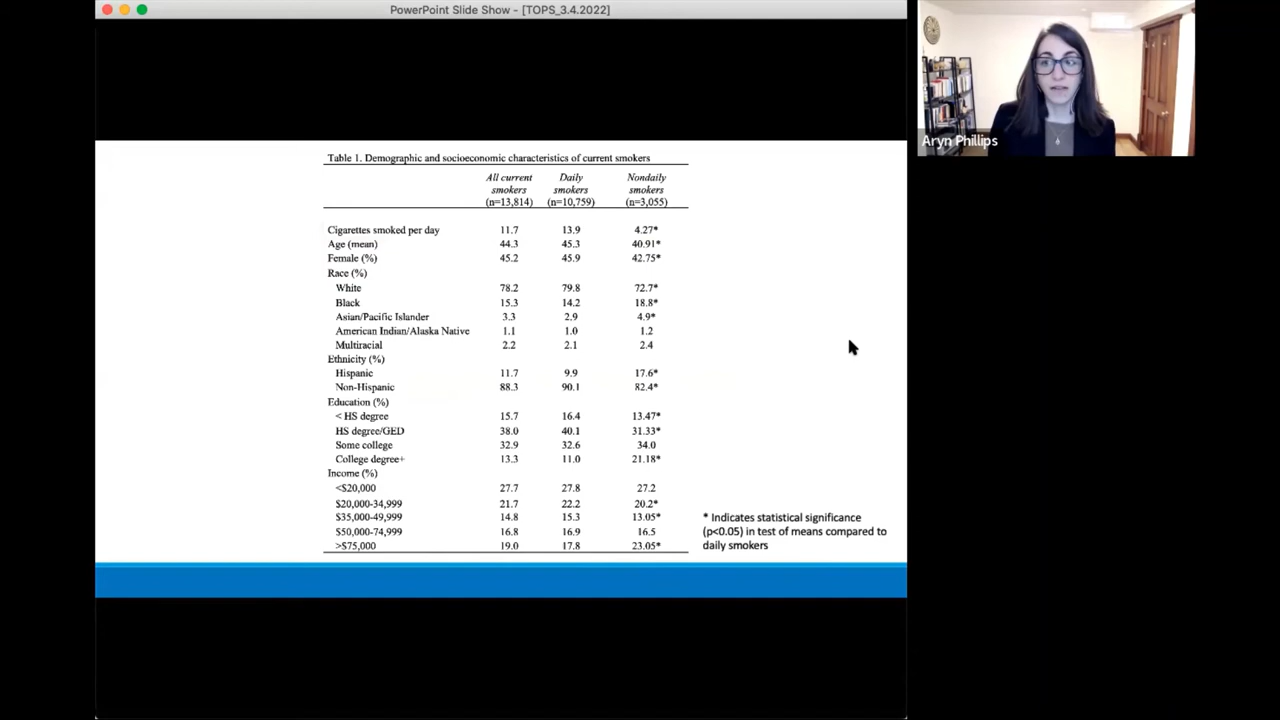 PowerPoint Slide Show - [TOPS_3.4.2022]
Aryn Phillips
Table 1. Demographic and socioeconomic characteristics of current smokers
All current smokers (n=13,814) Daily smokers (n=10,759) Nondaily smokers (n=3,055)
Cigarettes smoked per day 11.7 13.9 4.27*
Age (mean) 44.3 45.3 40.91*
Female (%) 45.2 45.9 42.75*
Race (%)
White 78.2 79.8 72.7*
Black 15.3 14.2 18.8*
Asian/Pacific Islander 3.3 2.9 4.9*
American Indian/Alaska Native 1.1 1.0 1.2
Multiracial 2.2 2.1 2.4
Ethnicity (%)
Hispanic 11.7 9.9 17.6*
Non-Hispanic 88.3 90.1 82.4*
Education (%)
< HS degree 15.7 16.4 13.47*
HS degree/GED 38.0 40.1 31.33*
Some college 32.9 32.6 34.0
College degree+ 13.3 11.0 21.18*
Income (%)
<$20,000 27.7 27.8 27.2
$20,000-34,999 21.7 22.2 20.2*
$35,000-49,999 14.8 15.3 13.05*
$50,000-74,999 16.8 16.9 16.5
>$75,000 19.0 17.8 23.05*
* Indicates statistical significance
(p<0.05) in test of means compared to
daily smokers